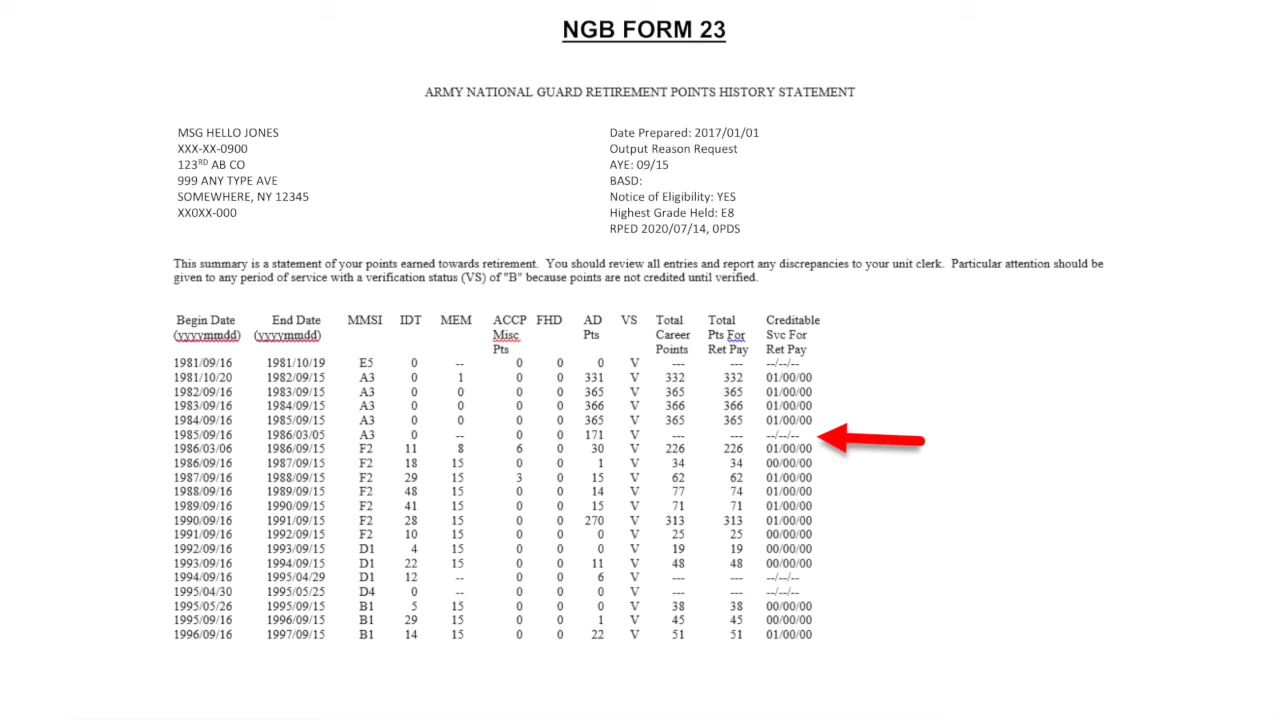 NGB FORM 23
ARMY NATIONAL GUARD RETIREMENT POINTS HISTORY STATEMENT
MSG HELLO JONES
XXX-XX-0900
123RD AB CO
999 ANY TYPE AVE
SOMEWHERE, NY 12345
XX0XX-000
Date Prepared: 2017/01/01
Output Reason Request
AYE: 09/15
BASD:
Notice of Eligibility: YES
Highest Grade Held: E8
RPED 2020/07/14, 0PDS
This summary is a statement of your points earned towards retirement. You should review all entries and report any discrepancies to your unit clerk. Particular attention should be
given to any period of service with a verification status (VS) of "B" because points are not credited until verified.
Begin Date End Date MMSI IDT MEM ACCP FHD AD VS Total Total Creditable
(yyyymmdd) (yyyymmdd) Misc Pts Career Pts For Svc For
Pts Points Ret Pay Ret Pay
1981/09/16 1981/10/19 E5 0 -- 0 0 0 V --- --- --/--/--
1981/10/20 1982/09/15 A3 0 1 0 0 331 V 332 332 01/00/00
1982/09/16 1983/09/15 A3 0 0 0 0 365 V 365 365 01/00/00
1983/09/16 1984/09/15 A3 0 0 0 0 366 V 366 366 01/00/00
1984/09/16 1985/09/15 A3 0 0 0 0 365 V 365 365 01/00/00
1985/09/16 1986/03/05 A3 0 -- 0 0 171 V --- --- --/--/--
1986/03/06 1986/09/15 F2 11 8 6 0 30 V 226 226 01/00/00
1986/09/16 1987/09/15 F2 18 15 0 0 1 V 34 34 00/00/00
1987/09/16 1988/09/15 F2 29 15 3 0 15 V 62 62 01/00/00
1988/09/16 1989/09/15 F2 48 15 0 0 14 V 77 74 01/00/00
1989/09/16 1990/09/15 F2 41 15 0 0 15 V 71 71 01/00/00
1990/09/16 1991/09/15 F2 28 15 0 0 270 V 313 313 01/00/00
1991/09/16 1992/09/15 F2 10 15 0 0 0 V 25 25 00/00/00
1992/09/16 1993/09/15 D1 4 15 0 0 0 V 19 19 00/00/00
1993/09/16 1994/09/15 D1 22 15 0 0 11 V 48 48 00/00/00
1994/09/16 1995/04/29 D1 12 -- 0 0 6 V --- --- --/--/--
1995/04/30 1995/05/25 D4 0 -- 0 0 0 V --- --- --/--/--
1995/05/26 1995/09/15 B1 5 15 0 0 0 V 38 38 00/00/00
1995/09/16 1996/09/15 B1 29 15 0 0 1 V 45 45 00/00/00
1996/09/16 1997/09/15 B1 14 15 0 0 22 V 51 51 01/00/00